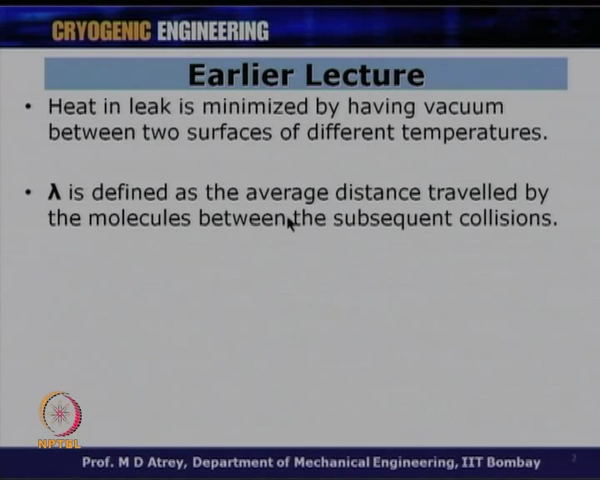 CRYOGENIC ENGINEERING
Earlier Lecture
• Heat in leak is minimized by having vacuum
between two surfaces of different temperatures.
• λ is defined as the average distance travelled by
the molecules between the subsequent collisions.
NPTEL
Prof. M D Atrey, Department of Mechanical Engineering, IIT Bombay
2